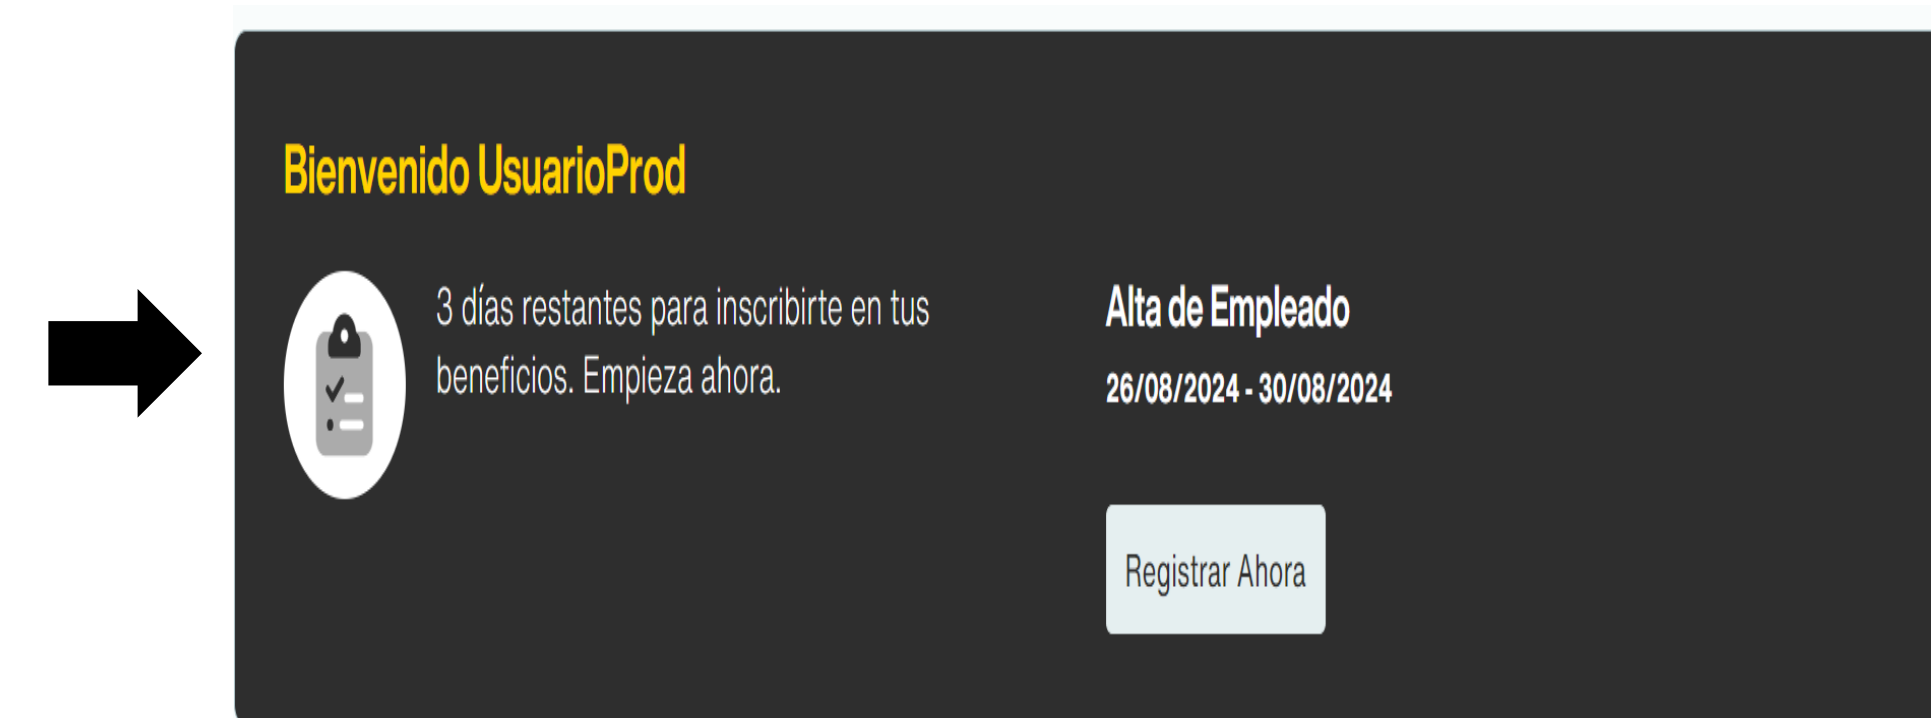 Bienvenido UsuarioProd
3 días restantes para inscribirte en tus
beneficios. Empieza ahora.
Alta de Empleado
26/08/2024 - 30/08/2024
Registrar Ahora